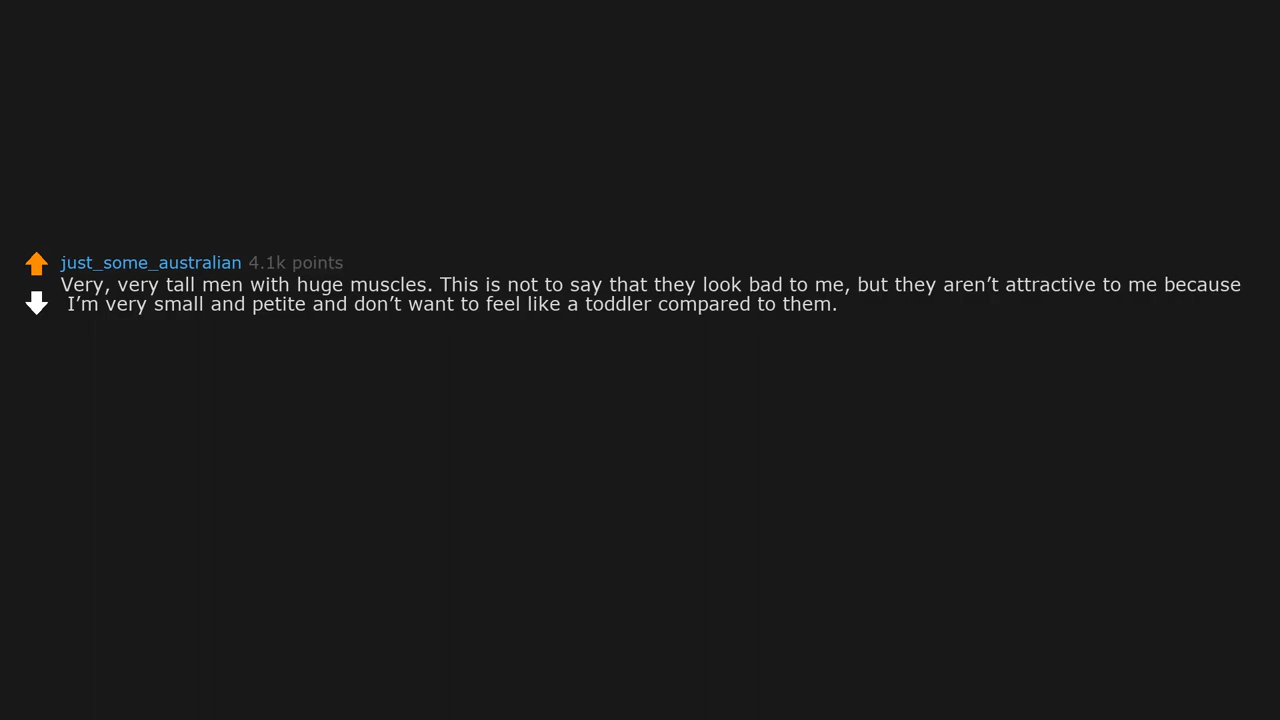 just_some_australian 4.1k points
Very, very tall men with huge muscles. This is not to say that they look bad to me, but they aren’t attractive to me because
I’m very small and petite and don’t want to feel like a toddler compared to them.